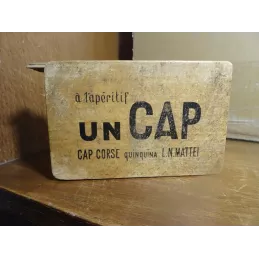 à l'apéritif
UN CAP
CAP CORSE QUINQUINA L.N.MATTEI